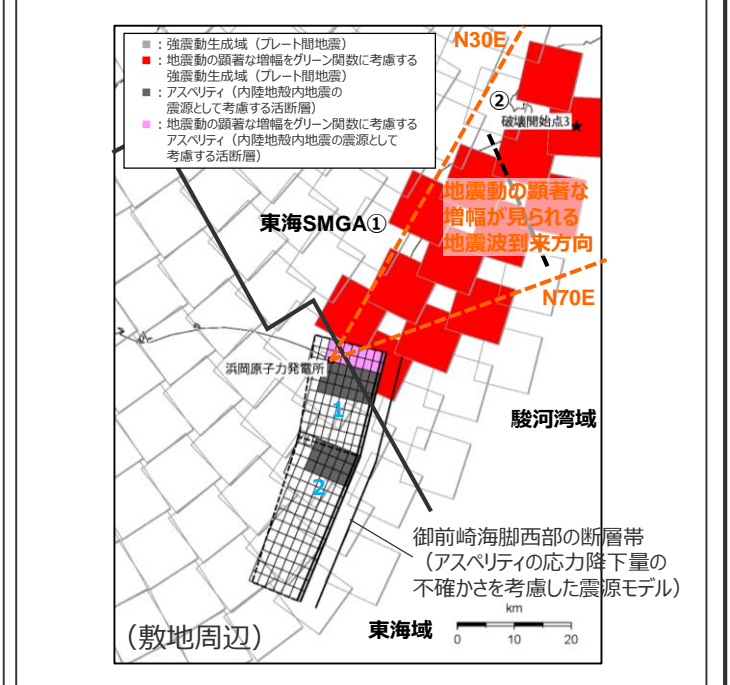 ■：強震動生成域（プレート間地震）
■：地震動の顕著な増幅をグリーン関数に考慮する
強震動生成域（プレート間地震）
■：アスペリティ（内陸地殻内地震の
震源として考慮する活断層）
■：地震動の顕著な増幅をグリーン関数に考慮する
アスペリティ（内陸地殻内地震の震源として
考慮する活断層）
N30E
②
破壊開始点3
地震動の顕著な
増幅が見られる
地震波到来方向
東海SMGA①
N70E
浜岡原子力発電所
1
駿河湾域
2
御前崎海脚西部の断層帯
（アスペリティの応力降下量の
不確かさを考慮した震源モデル）
（敷地周辺）
東海域
km
0 10 20